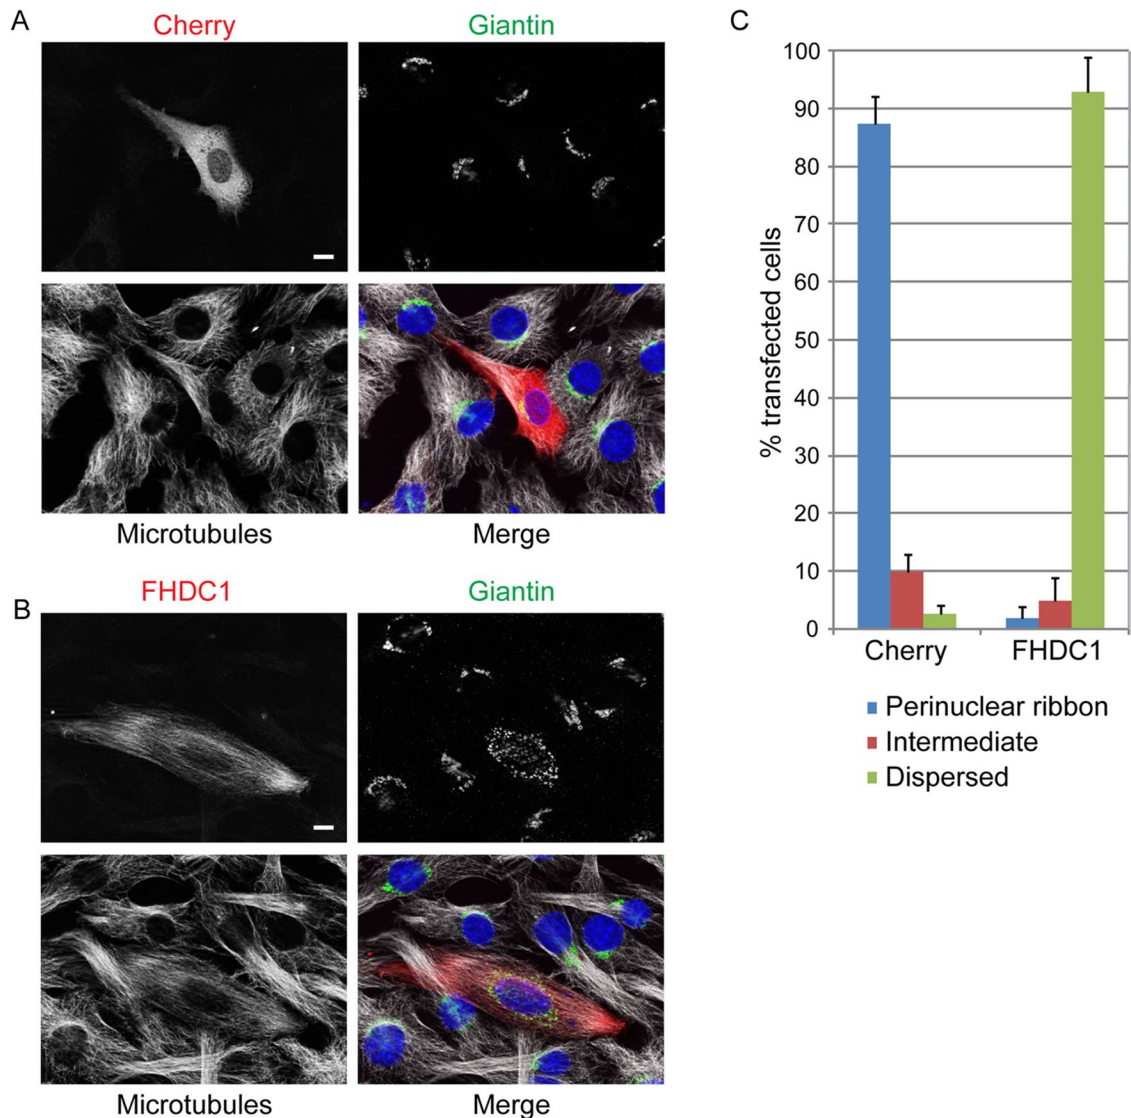 A
Cherry
Giantin
Microtubules
Merge
B
FHDC1
Giantin
Microtubules
Merge
C
% transfected cells
100
90
80
70
60
50
40
30
20
10
0
Cherry
FHDC1
Perinuclear ribbon
Intermediate
Dispersed